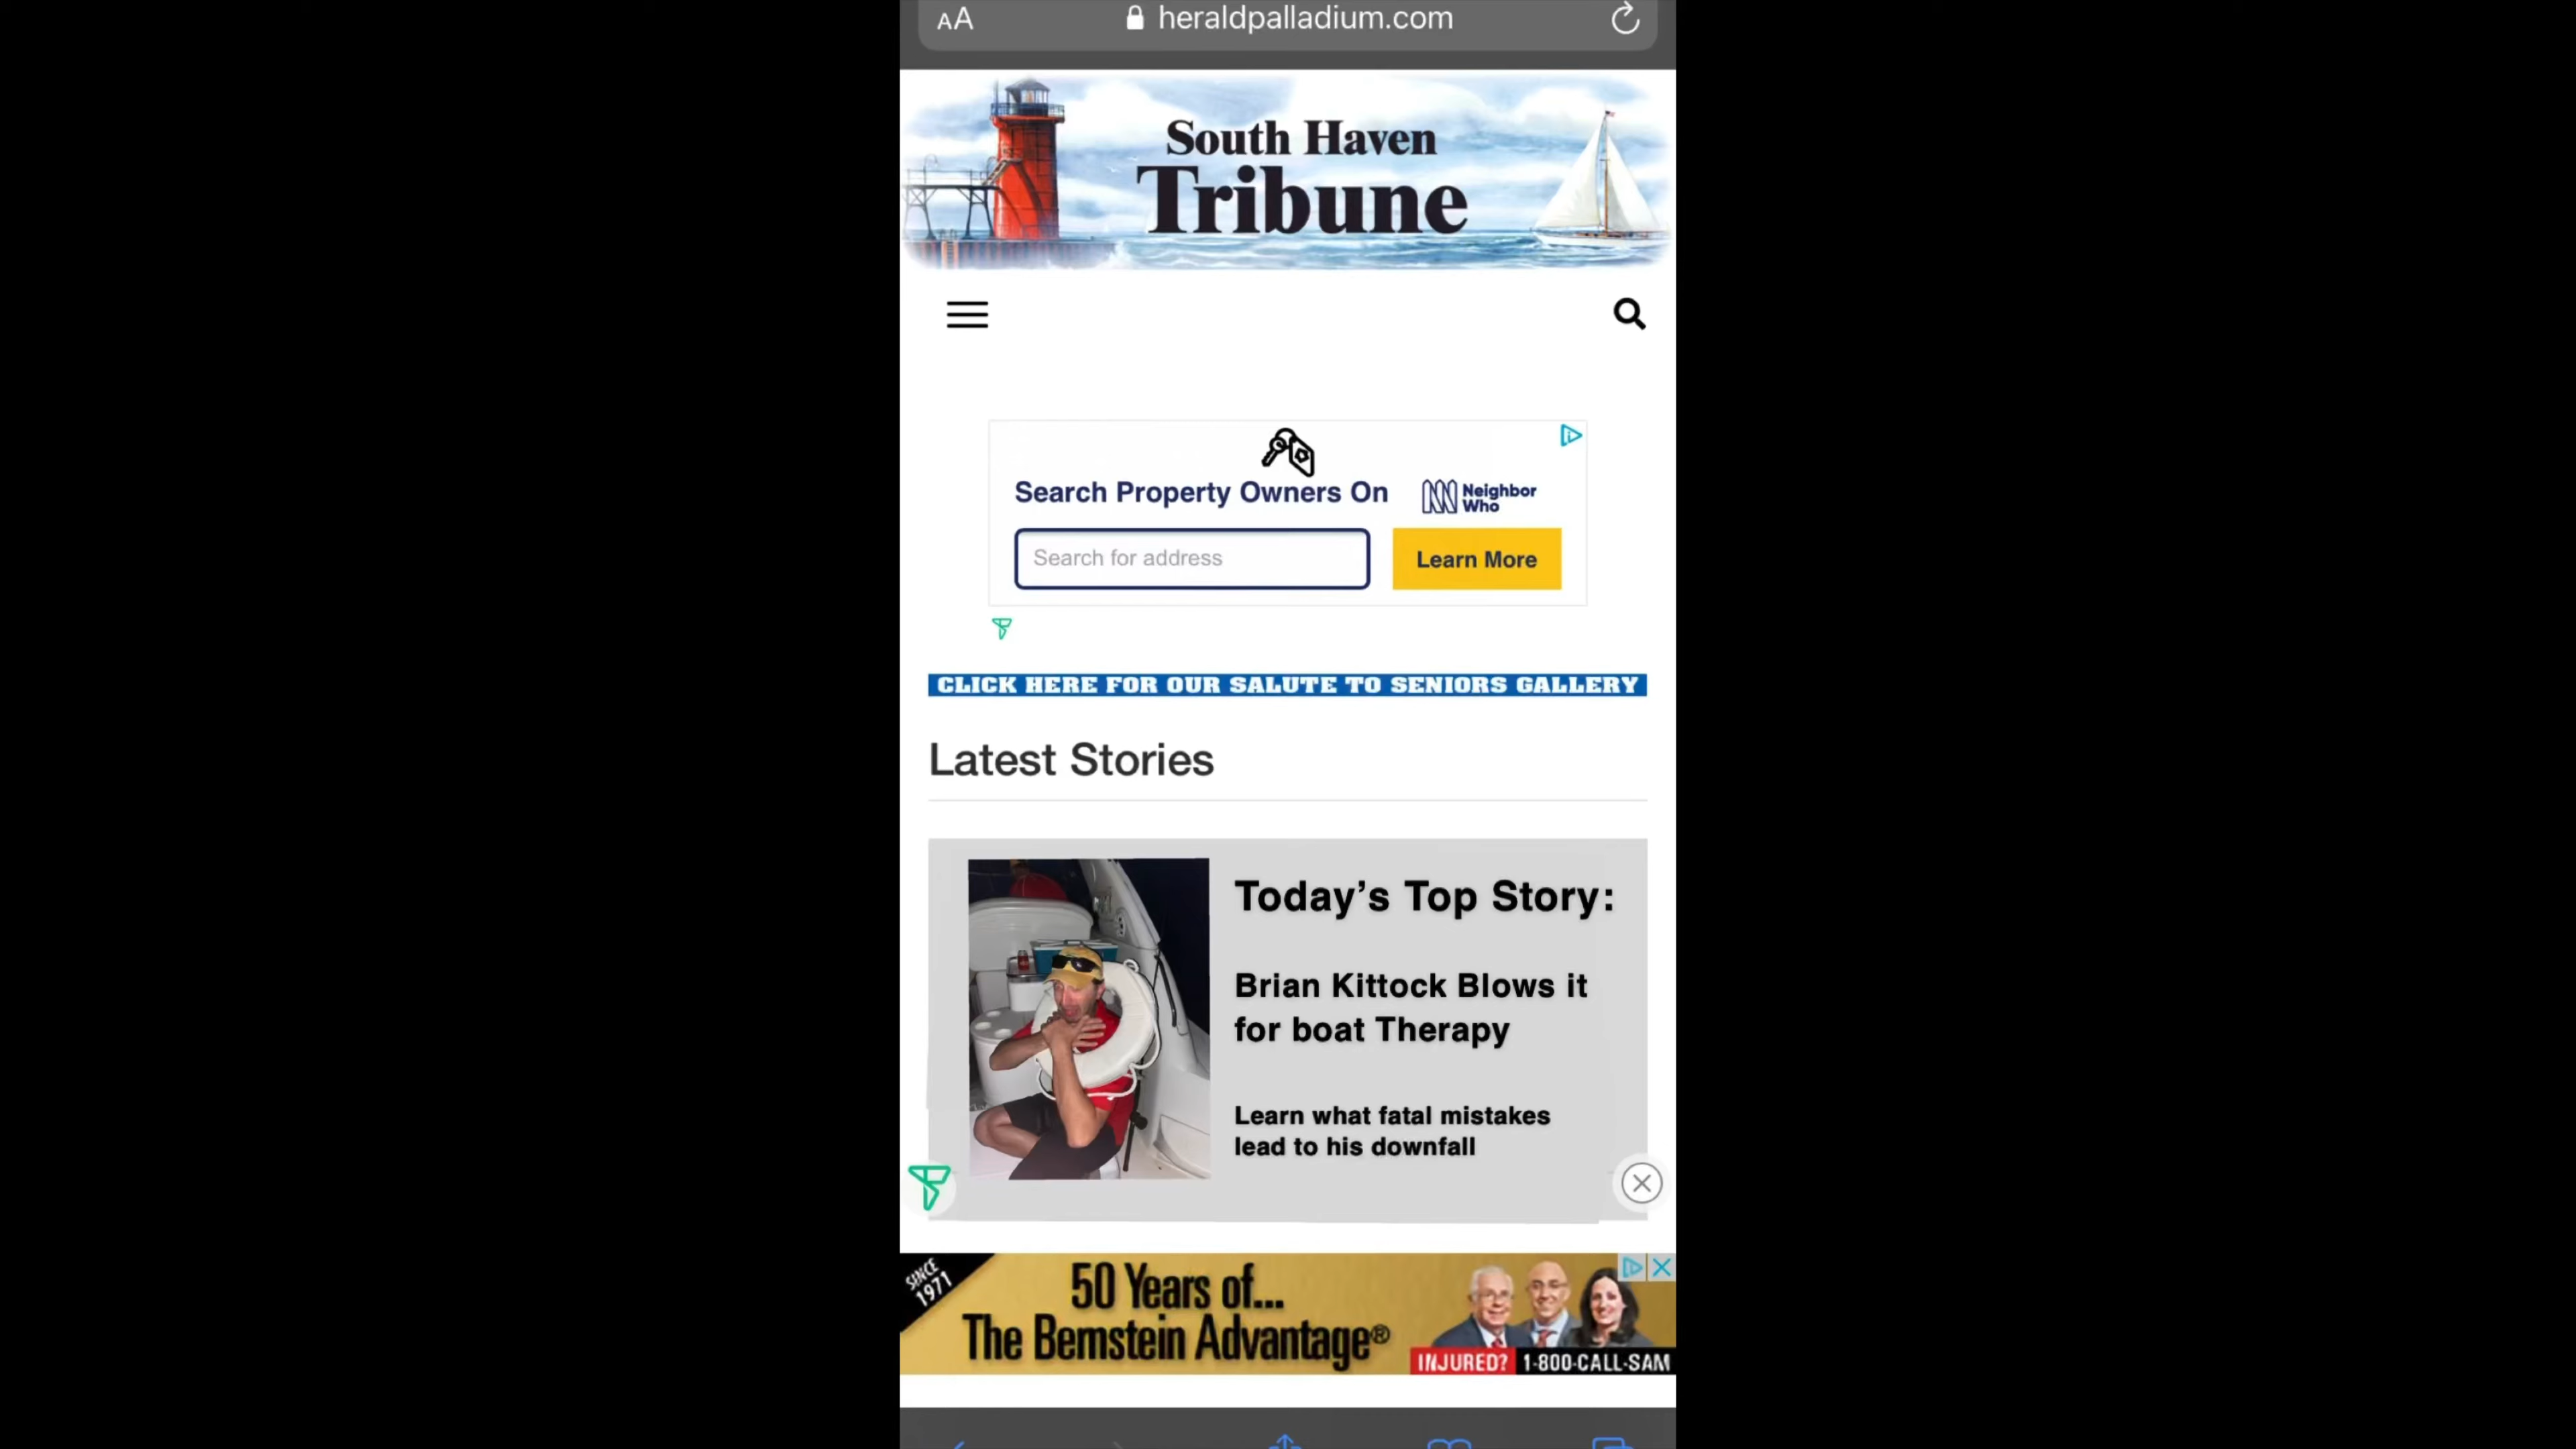 AA heraldpalladium.com
South Haven
Tribune
Search Property Owners On
Neighbor
Who
Search for address
Learn More
CLICK HERE FOR OUR SALUTE TO SENIORS GALLERY
Latest Stories
Today's Top Story:
Brian Kittock Blows it
for boat Therapy
Learn what fatal mistakes
lead to his downfall
SINCE
1971
50 Years of...
The Bernstein Advantage®
INJURED? 1-800-CALL-SAM